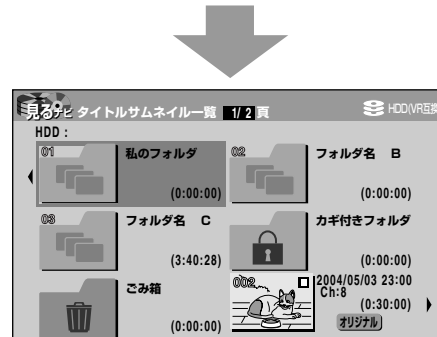 見るナビ タイトルサムネイル一覧 1/ 2 頁
HDD(VR互換
HDD :
01
私のフォルダ
(0:00:00)
02
フォルダ名 B
(0:00:00)
03
フォルダ名 C
(3:40:28)
カギ付きフォルダ
(0:00:00)
ごみ箱
(0:00:00)
002
2004/05/03 23:00
Ch:8
(0:30:00)
オリジナル